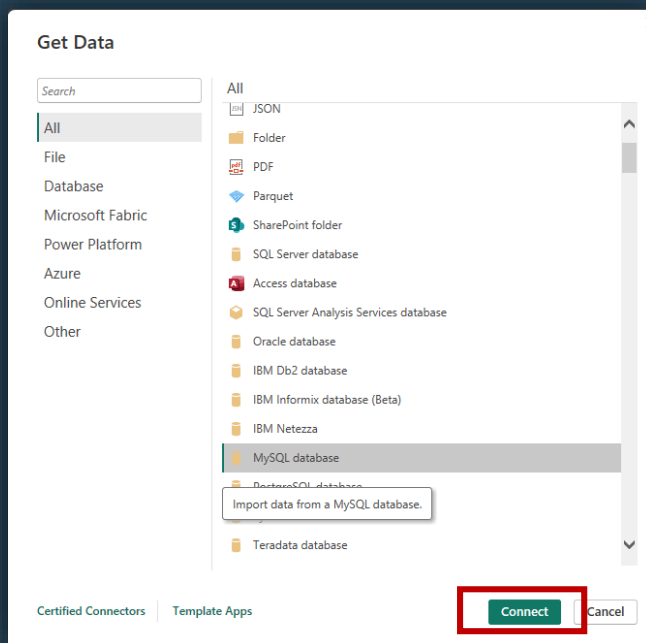 Get Data
Search
All
File
Database
Microsoft Fabric
Power Platform
Azure
Online Services
Other
All
JSON
Folder
PDF
Parquet
SharePoint folder
SQL Server database
Access database
SQL Server Analysis Services database
Oracle database
IBM Db2 database
IBM Informix database (Beta)
IBM Netezza
MySQL database
PostgreSQL database
Import data from a MySQL database.
Teradata database
Certified Connectors
Template Apps
Connect
Cancel